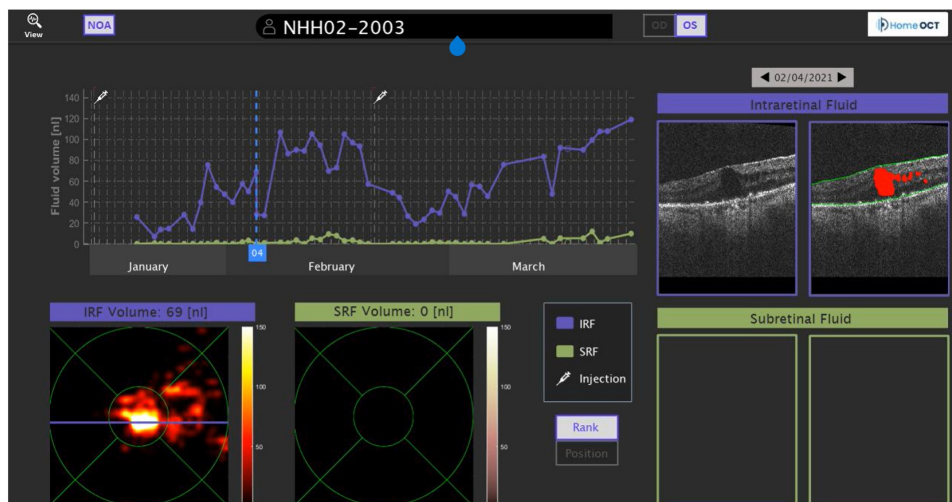 View
NOA
NHH02-2003
OD
OS
Home OCT
02/04/2021
Fluid volume [nl]
140
120
100
80
60
40
20
0
04
January
February
March
Intraretinal Fluid
IRF Volume: 69 [nl]
150
100
50
SRF Volume: 0 [nl]
150
100
50
IRF
SRF
Injection
Rank
Position
Subretinal Fluid